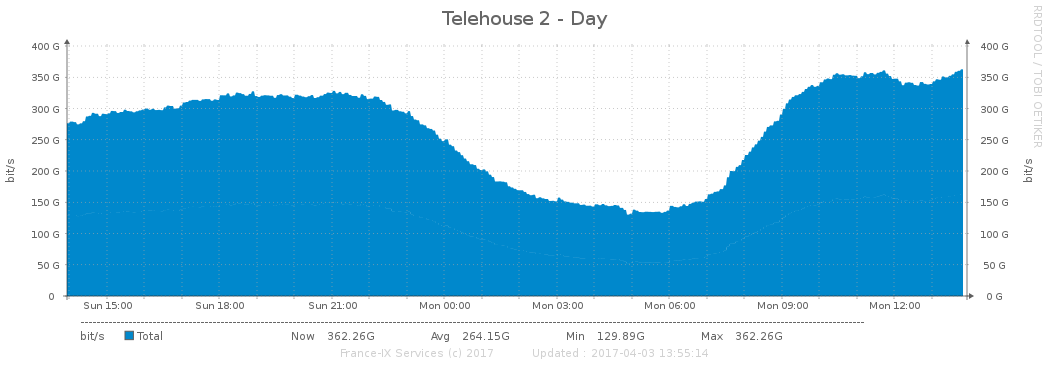 Telehouse 2 - Day
RRDTOOL / TOBI OETIKER
bit/s
400 G 400 G
350 G 350 G
300 G 300 G
250 G 250 G
200 G 200 G
150 G 150 G
100 G 100 G
50 G 50 G
0 0 G
bit/s
Sun 15:00 Sun 18:00 Sun 21:00 Mon 00:00 Mon 03:00 Mon 06:00 Mon 09:00 Mon 12:00
bit/s Total Now 362.26G Avg 264.15G Min 129.89G Max 362.26G
France-IX Services (c) 2017 Updated : 2017-04-03 13:55:14